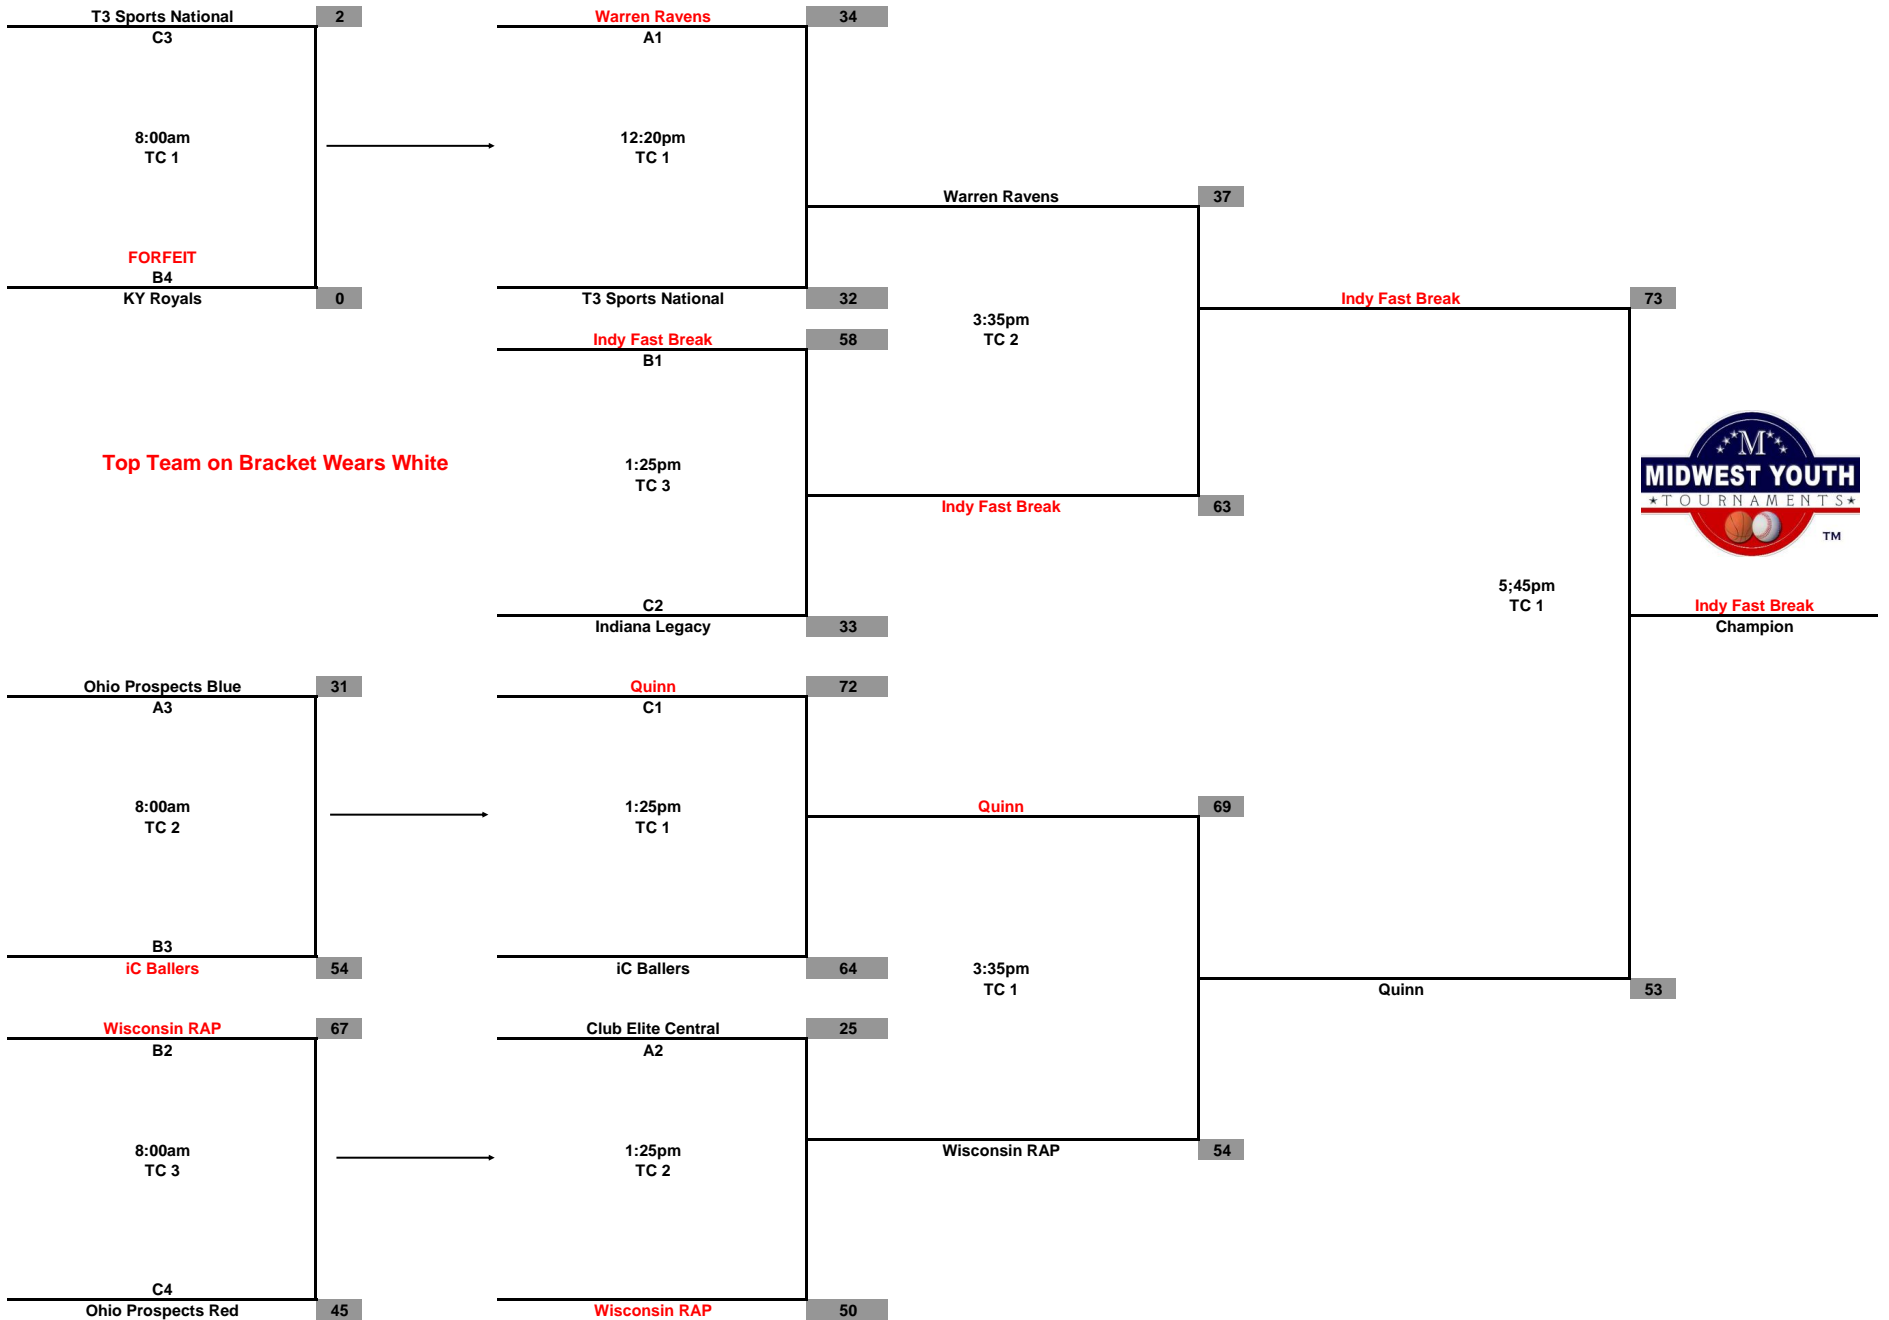 T3 Sports National 2
C3
8:00am
TC 1
FORFEIT
B4
KY Royals 0
Warren Ravens 34
A1
12:20pm
TC 1
T3 Sports National 32
Indy Fast Break 58
B1
Top Team on Bracket Wears White
1:25pm
TC 3
C2
Indiana Legacy 33
Warren Ravens 37
3:35pm
TC 2
Indy Fast Break 63
Ohio Prospects Blue 31
A3
8:00am
TC 2
B3
iC Ballers 54
Quinn 72
C1
1:25pm
TC 1
iC Ballers 64
Wisconsin RAP 67
B2
8:00am
TC 3
C4
Ohio Prospects Red 45
Club Elite Central 25
A2
1:25pm
TC 2
Wisconsin RAP 50
Quinn 69
3:35pm
TC 1
Wisconsin RAP 54
Indy Fast Break 73
5;45pm
TC 1
Quinn 53
M
MIDWEST YOUTH
TOURNAMENTS
TM
Indy Fast Break
Champion